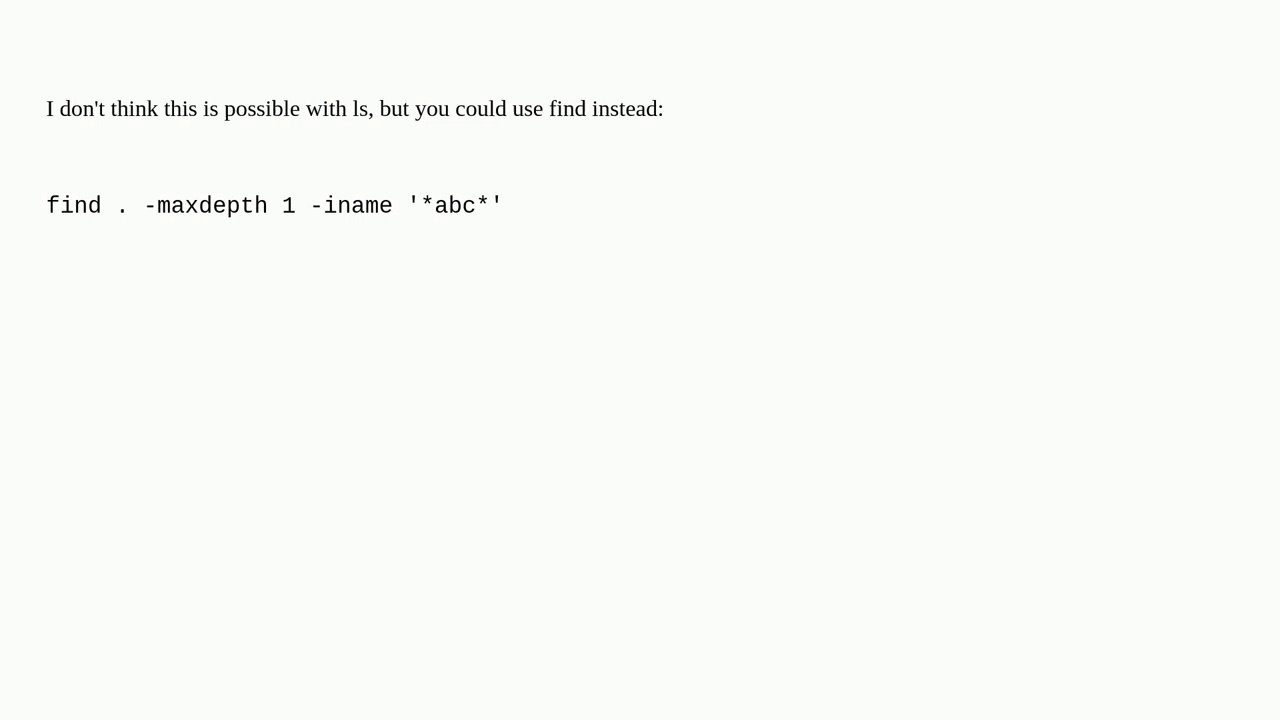 I don't think this is possible with ls, but you could use find instead:
find . -maxdepth 1 -iname '*abc*'